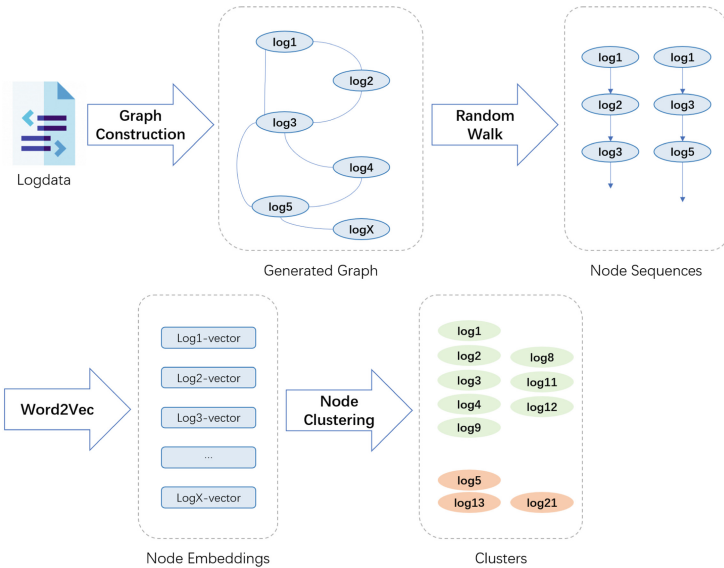 Logdata
Graph
Construction
log1
log2
log3
log4
log5
logX
Generated Graph
Random
Walk
log1
log1
log2
log3
log3
log5
Node Sequences
Word2Vec
Log1-vector
Log2-vector
Log3-vector
...
LogX-vector
Node Embeddings
Node
Clustering
log1
log2
log8
log3
log11
log4
log12
log9
log5
log13
log21
Clusters